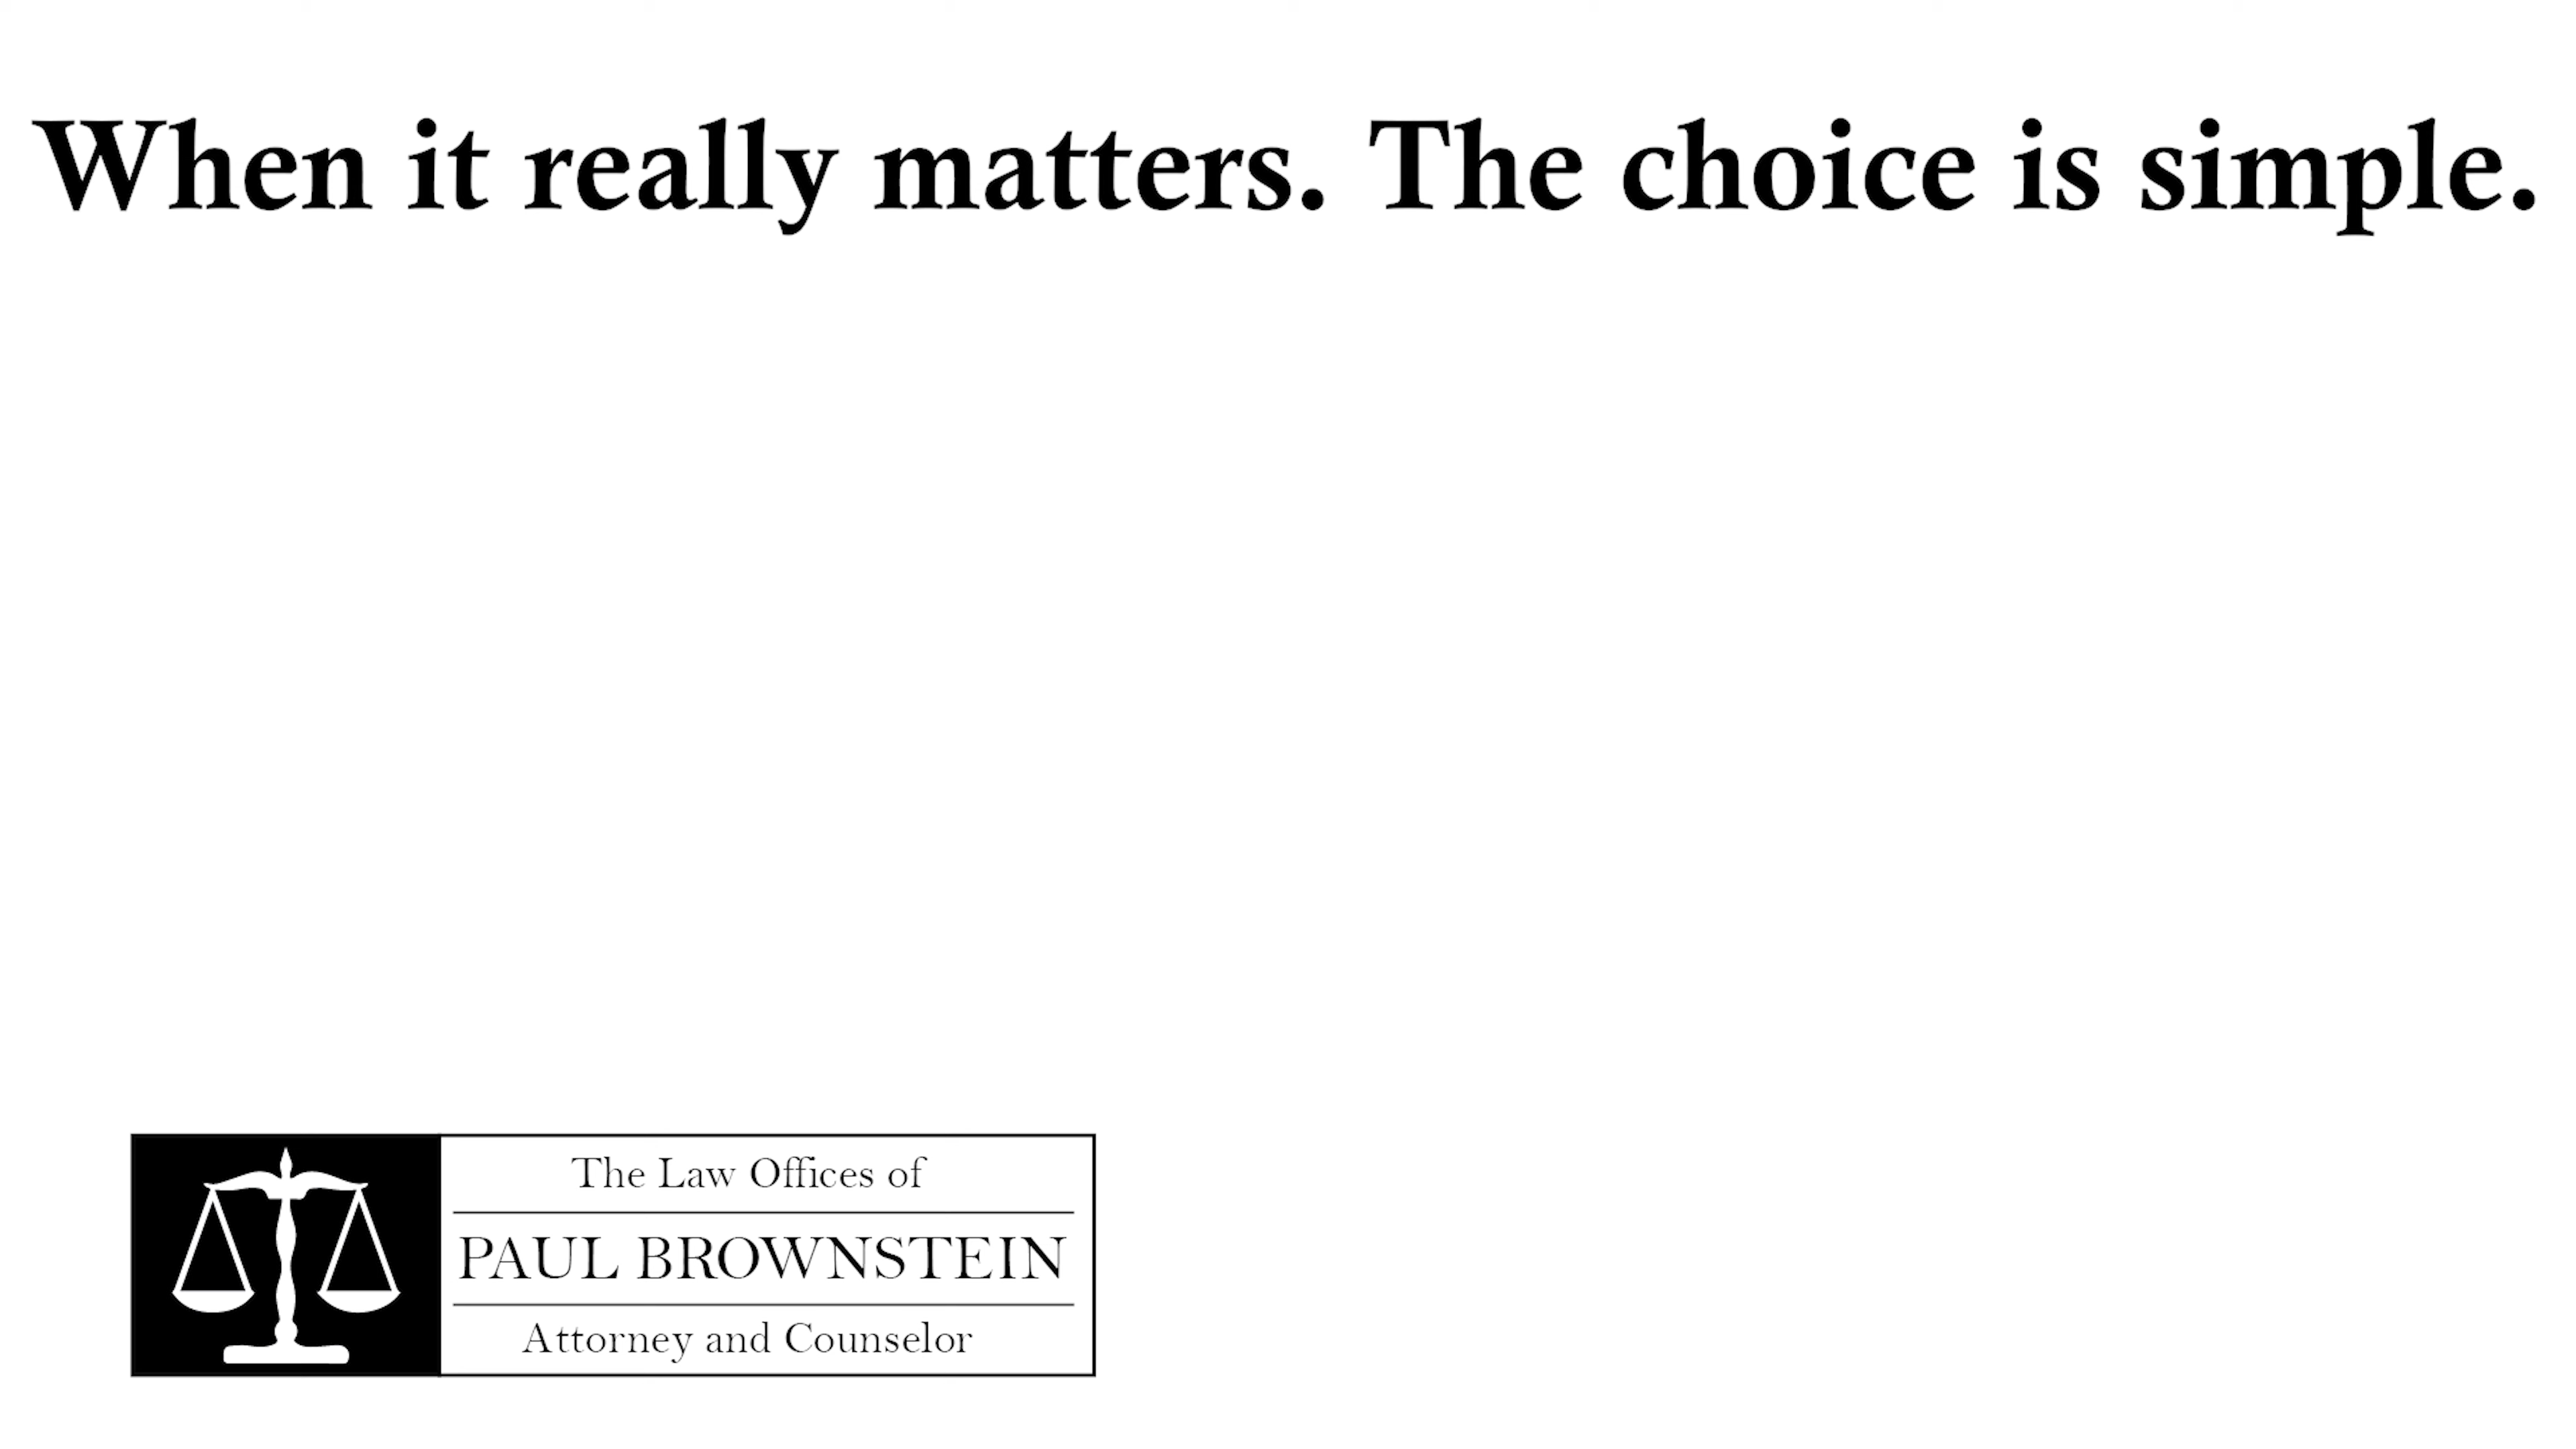 When it really matters. The choice is simple.
The Law Offices of
PAUL BROWNSTEIN
Attorney and Counselor